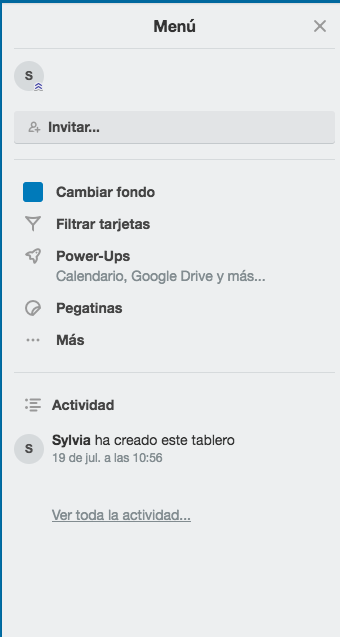 Menú
S
Invitar...
Cambiar fondo
Filtrar tarjetas
Power-Ups
Calendario, Google Drive y más...
Pegatinas
Más
Actividad
S
Sylvia ha creado este tablero
19 de jul. a las 10:56
Ver toda la actividad...